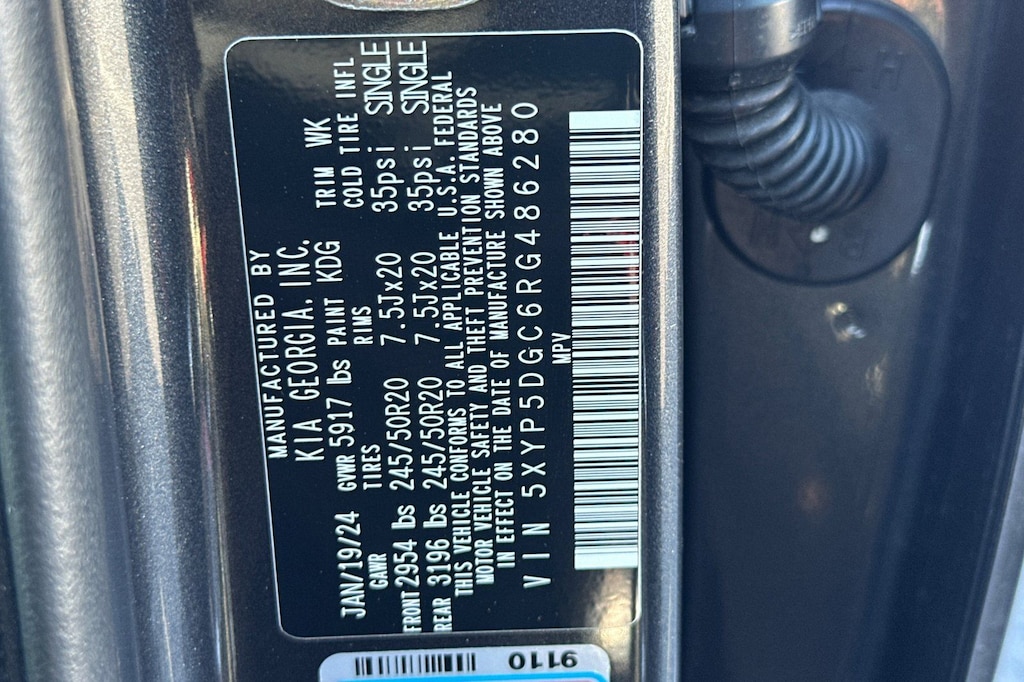 MANUFACTURED BY
KIA GEORGIA, INC.
JAN/19/24 GVWR 5917 lbs PAINT KDG TRIM WK
GAWR TIRES RIMS COLD TIRE INFL
FRONT 2954 lbs 245/50R20 7.5Jx20 35psi SINGLE
REAR 3196 lbs 245/50R20 7.5Jx20 35psi SINGLE
THIS VEHICLE CONFORMS TO ALL APPLICABLE U.S.A. FEDERAL
MOTOR VEHICLE SAFETY AND THEFT PREVENTION STANDARDS
IN EFFECT ON THE DATE OF MANUFACTURE SHOWN ABOVE
VIN 5XYP5DGC6RG486280
MPV
9110